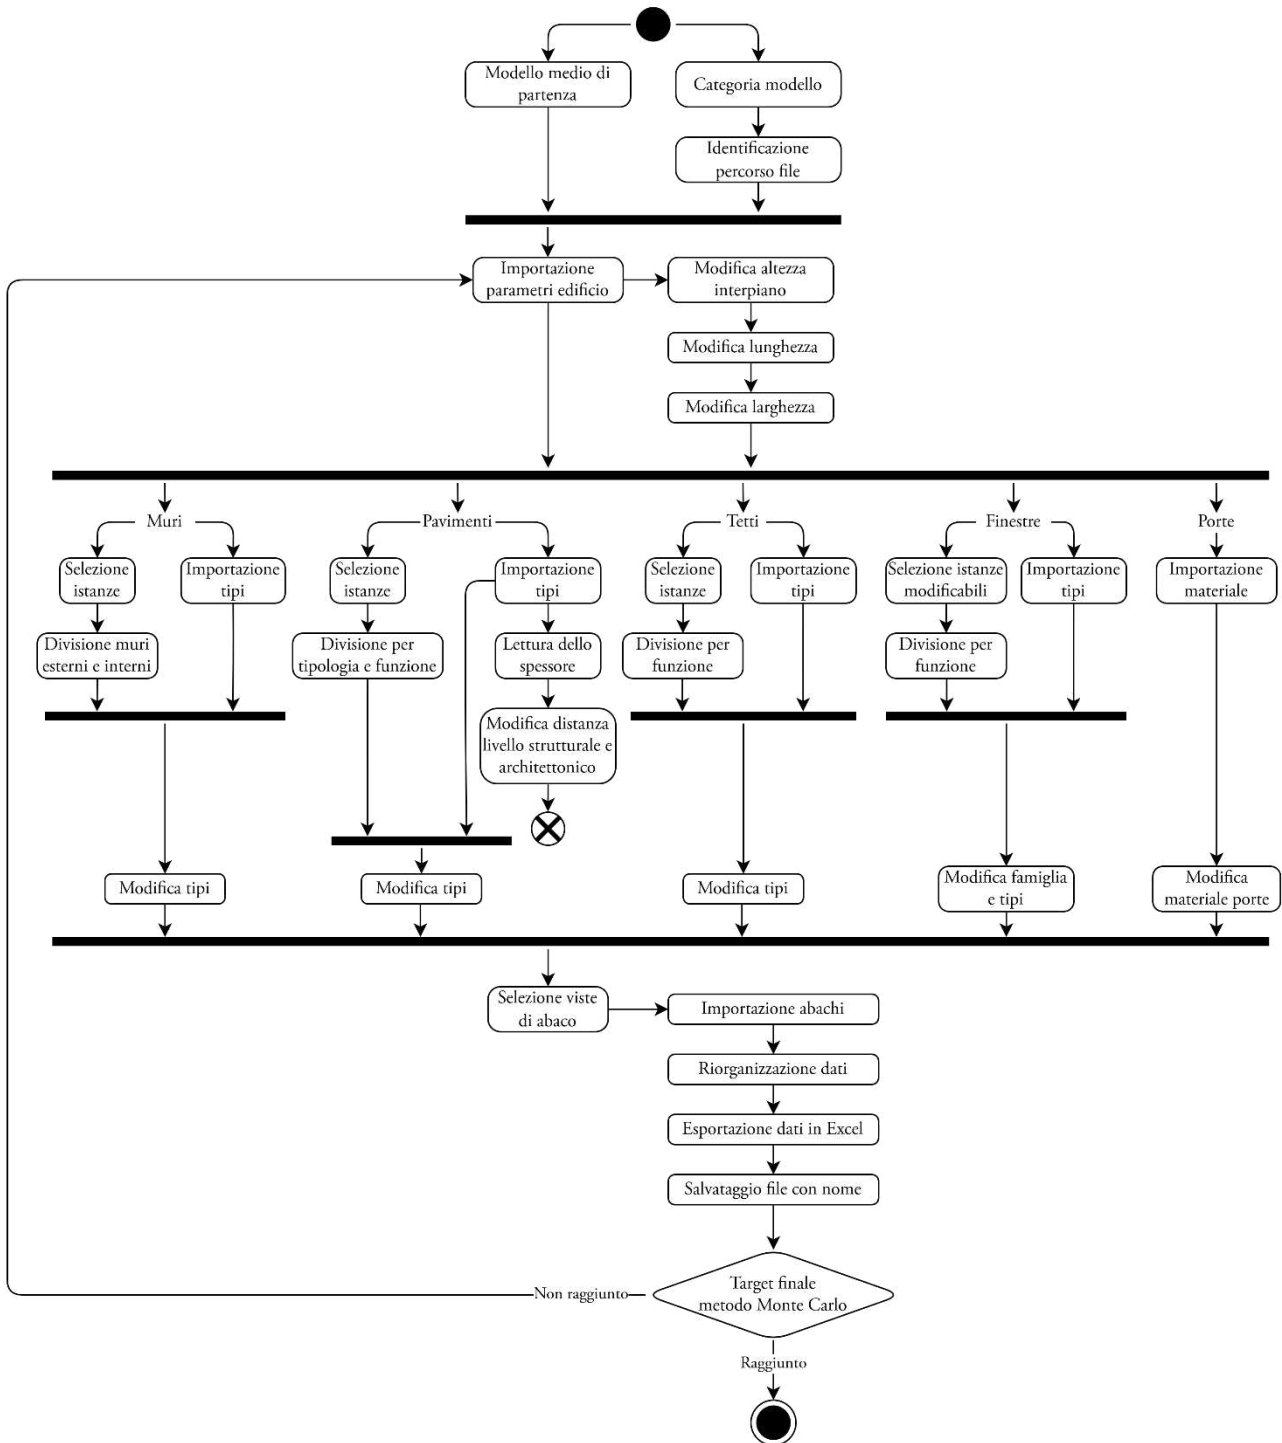 Modello medio di
partenza
Categoria modello
Identificazione
percorso file
Importazione
parametri edificio
Modifica altezza
interpiano
Modifica lunghezza
Modifica larghezza
Muri
Pavimenti
Tetti
Finestre
Porte
Selezione
istanze
Importazione
tipi
Selezione
istanze
Importazione
tipi
Selezione
istanze
Importazione
tipi
Selezione istanze
modificabili
Importazione
tipi
Importazione
materiale
Divisione muri
esterni e interni
Divisione per
tipologia e funzione
Lettura dello
spessore
Divisione per
funzione
Divisione per
funzione
Modifica distanza
livello strutturale e
architettonico
Modifica tipi
Modifica tipi
Modifica tipi
Modifica famiglia
e tipi
Modifica
materiale porte
Selezione viste
di abaco
Importazione abachi
Riorganizzazione dati
Esportazione dati in Excel
Salvataggio file con nome
Target finale
metodo Monte Carlo
Non raggiunto
Raggiunto